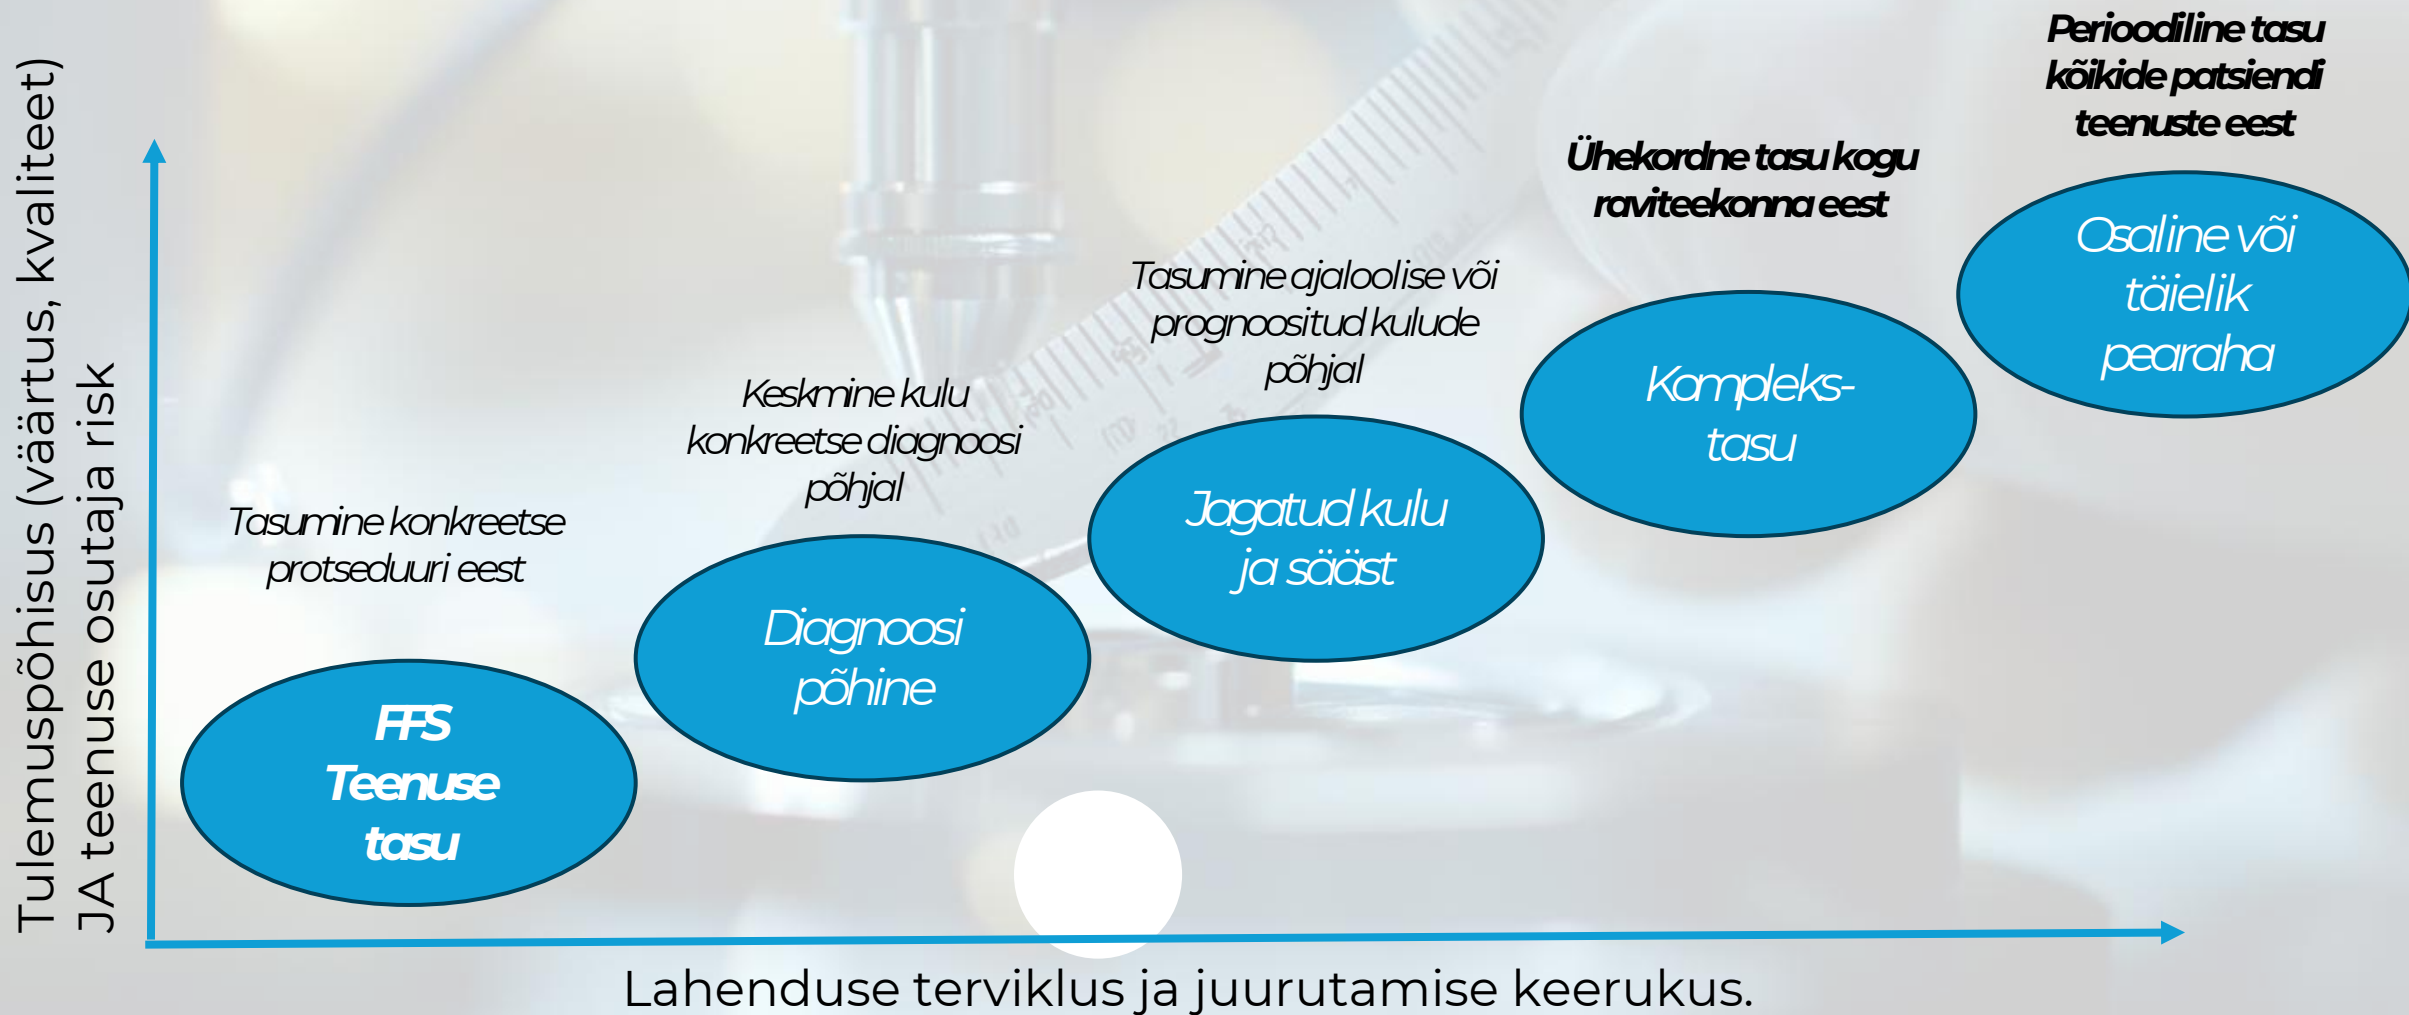 Tulemuspõhisus (väärtus, kvaliteet)
JA teenuse osutaja risk
Tasumine konkreetse
protseduuri eest
FFS
Teenuse
tasu
Keskmine kulu
konkreetse diagnoosi
põhjal
Diagnoosi
põhine
Tasumine ajaloolise või
prognoositud kulude
põhjal
Jagatud kulu
ja sääst
Ühekordne tasu kogu
raviteekonna eest
Kompleks-
tasu
Perioodiline tasu
kõikide patsiendi
teenuste eest
Osaline või
täielik
pearaha
Lahenduse terviklus ja juurutamise keerukus.